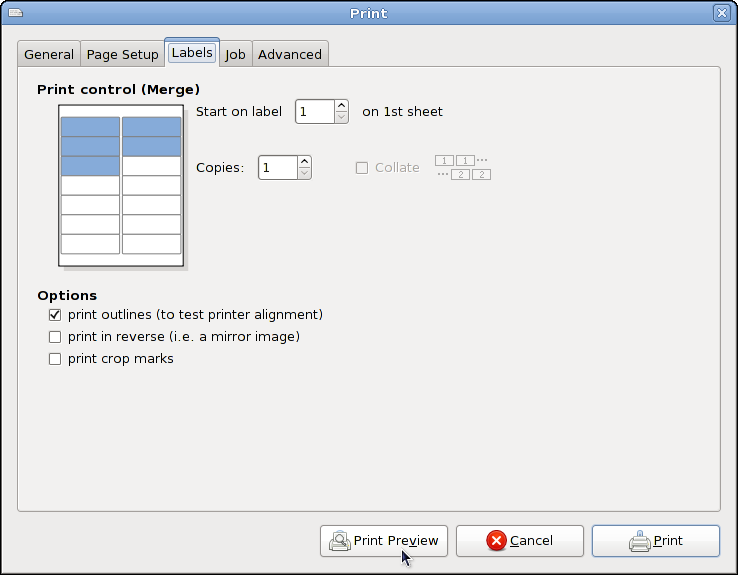 Print
General Page Setup Labels Job Advanced
Print control (Merge)
Start on label 1 on 1st sheet
Copies: 1 Collate 1 1 ...
... 2 2
Options
print outlines (to test printer alignment)
print in reverse (i.e. a mirror image)
print crop marks
Print Preview Cancel Print